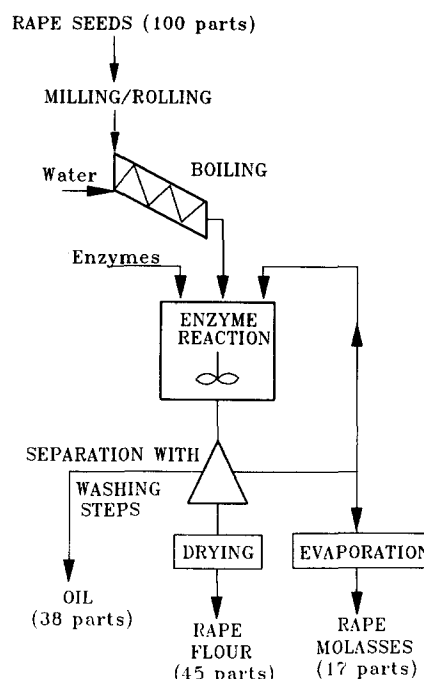 RAPE SEEDS (100 parts)
MILLING/ROLLING
BOILING
Water
Enzymes
ENZYME
REACTION
SEPARATION WITH
WASHING
STEPS
DRYING
EVAPORATION
OIL
(38 parts)
RAPE
FLOUR
(45 parts)
RAPE
MOLASSES
(17 parts)